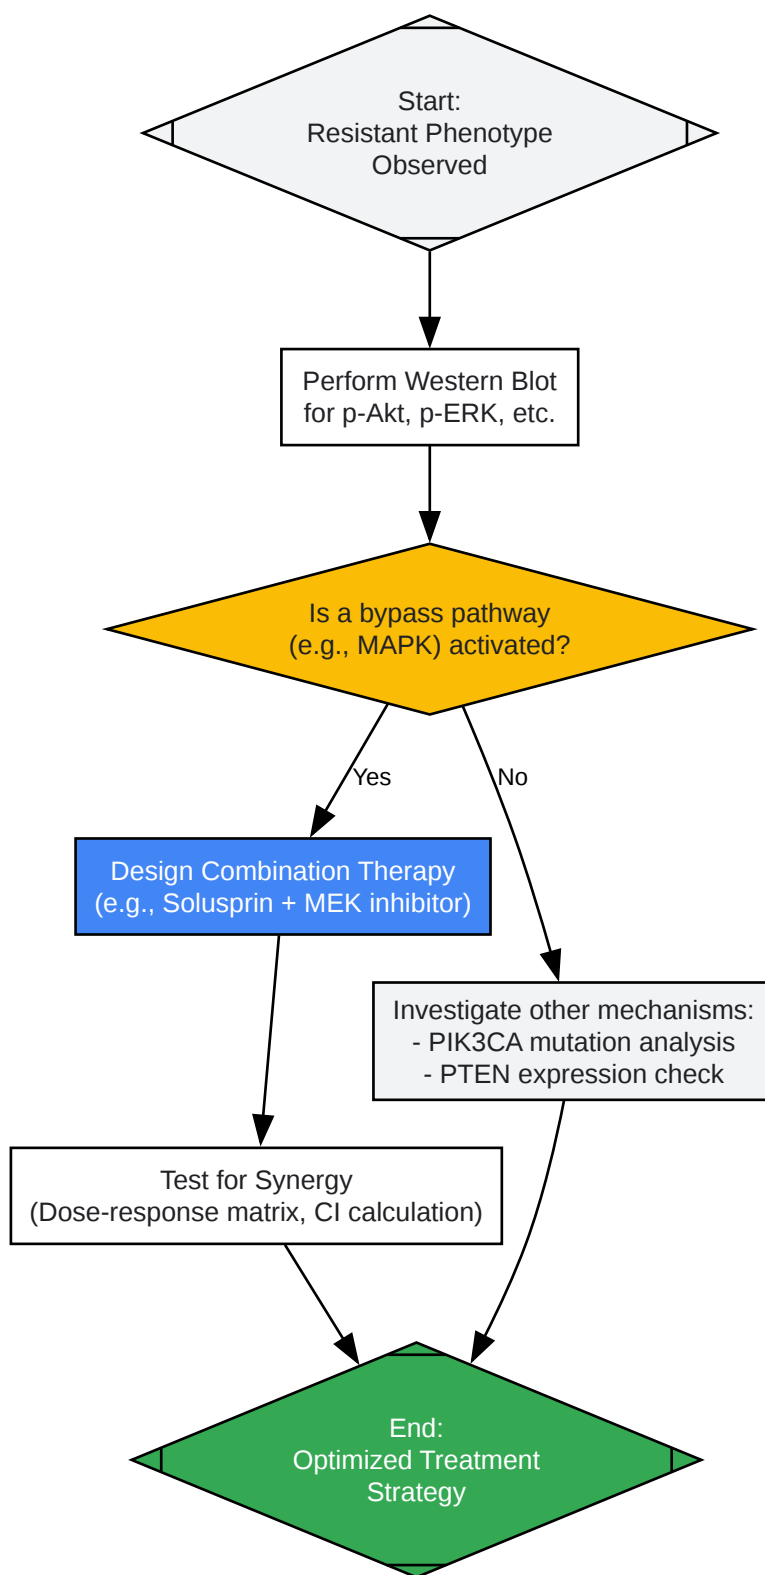 Start:
Resistant Phenotype
Observed
Perform Western Blot
for p-Akt, p-ERK, etc.
Is a bypass pathway
(e.g., MAPK) activated?
Yes
No
Design Combination Therapy
(e.g., Solusprin + MEK inhibitor)
Investigate other mechanisms:
- PIK3CA mutation analysis
- PTEN expression check
Test for Synergy
(Dose-response matrix, CI calculation)
End:
Optimized Treatment
Strategy